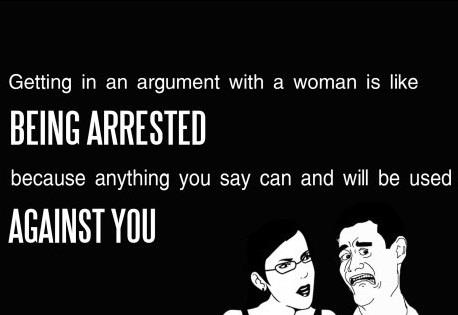 Getting in an argument with a woman is like
BEING ARRESTED
because anything you say can and will be used
AGAINST YOU